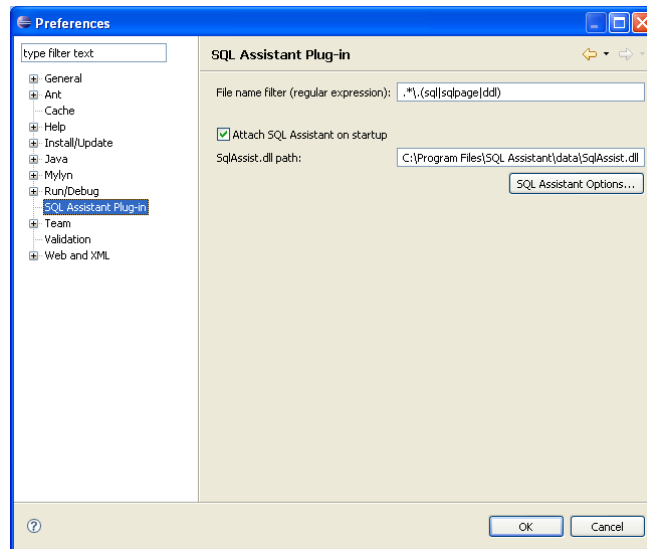 Preferences
type filter text
General
Ant
Cache
Help
Install/Update
Java
Mylyn
Run/Debug
SQL Assistant Plug-in
Team
Validation
Web and XML
SQL Assistant Plug-in
File name filter (regular expression): .*\.(sql|sqlpage|ddl)
Attach SQL Assistant on startup
SqlAssist.dll path: C:\Program Files\SQL Assistant\data\SqlAssist.dll
SQL Assistant Options...
OK Cancel